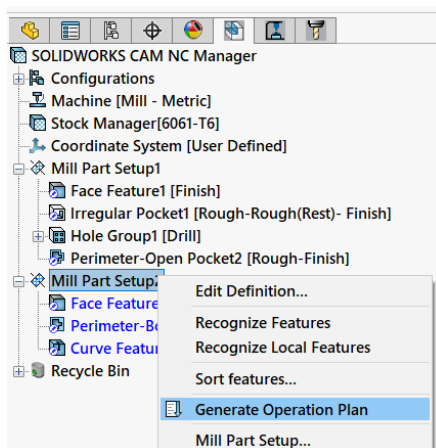 SOLIDWORKS CAM NC Manager
Configurations
Machine [Mill - Metric]
Stock Manager[6061-T6]
Coordinate System [User Defined]
Mill Part Setup1
Face Feature1 [Finish]
Irregular Pocket1 [Rough-Rough(Rest)- Finish]
Hole Group1 [Drill]
Perimeter-Open Pocket2 [Rough-Finish]
Mill Part Setup2
Face Feature
Perimeter-Bo
Curve Featur
Recycle Bin
Edit Definition...
Recognize Features
Recognize Local Features
Sort features...
Generate Operation Plan
Mill Part Setup...